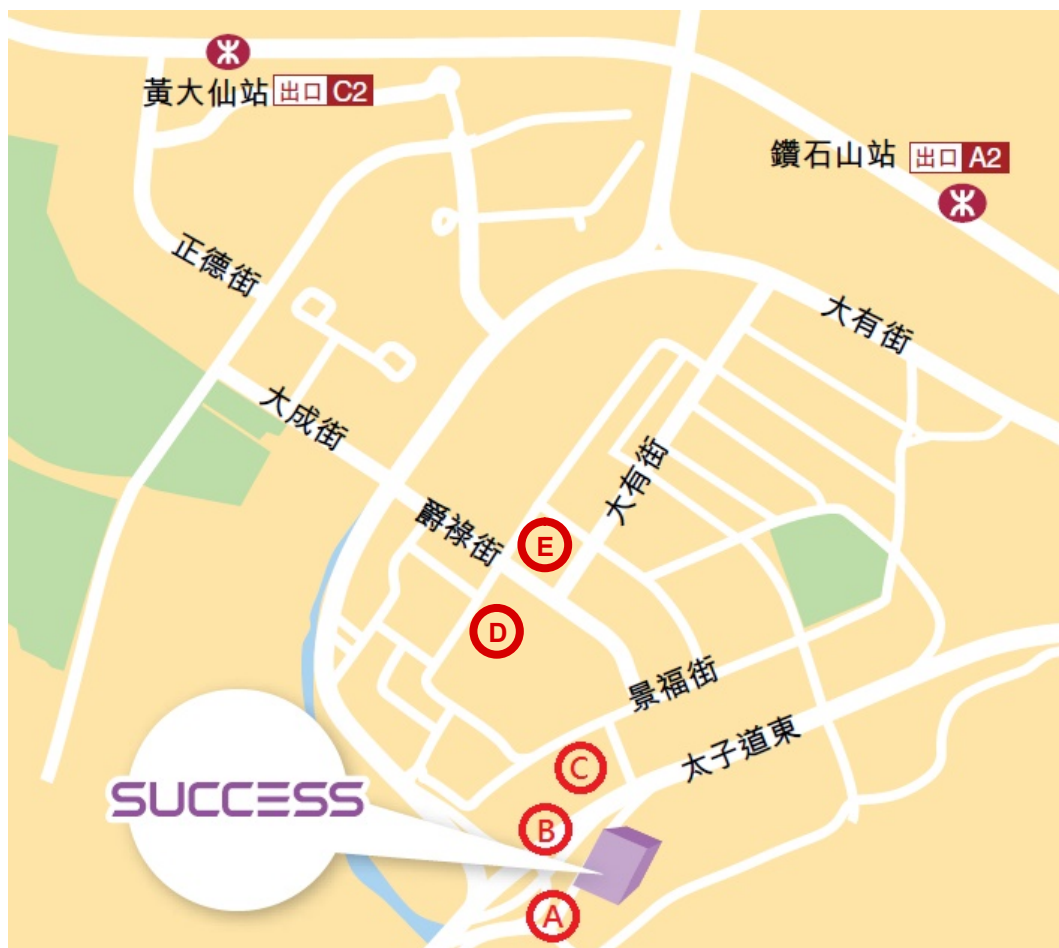 黃大仙站 出口 C2
鑽石山站 出口 A2
正德街
大有街
大成街
大有街
爵祿街
E
D
景福街
太子道東
C
SUCCESS
B
A